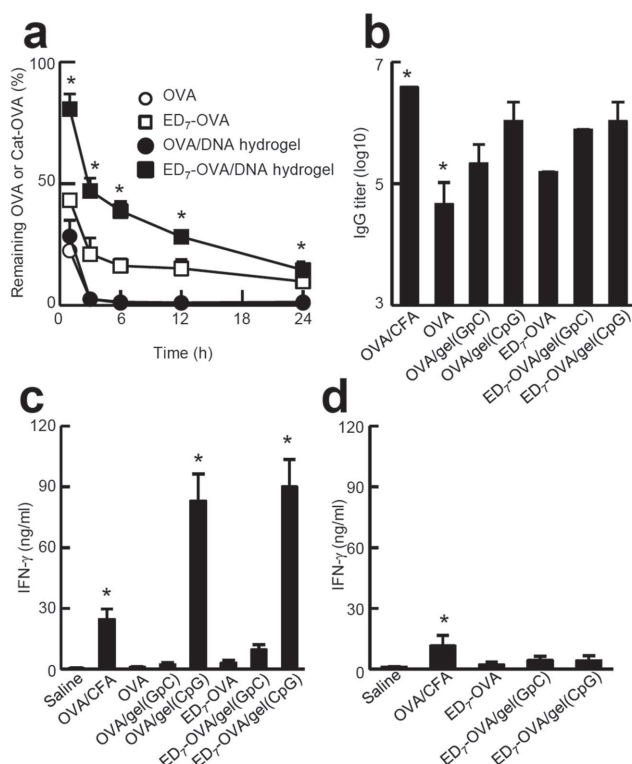 a
Remaining OVA or Cat-OVA (%)
100
50
0
0
6
12
18
24
Time (h)
OVA
ED₇-OVA
OVA/DNA hydrogel
ED₇-OVA/DNA hydrogel
*
*
*
*
*
b
IgG titer (log10)
7
5
3
*
*
OVA/CFA
OVA
OVA/gel(GpC)
OVA/gel(CpG)
ED₇-OVA
ED₇-OVA/gel(GpC)
ED₇-OVA/gel(CpG)
c
IFN-γ (ng/ml)
120
90
60
30
0
*
*
*
Saline
OVA/CFA
OVA
OVA/gel(GpC)
OVA/gel(CpG)
ED₇-OVA
ED₇-OVA/gel(GpC)
ED₇-OVA/gel(CpG)
d
IFN-γ (ng/ml)
120
90
60
30
0
*
Saline
OVA/CFA
ED₇-OVA
ED₇-OVA/gel(GpC)
ED₇-OVA/gel(CpG)